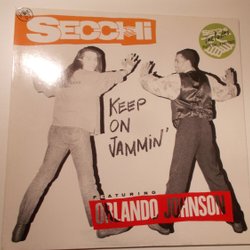 SECCHI
KEEP
ON
JAMMIN'
FEATURING
ORLANDO JOHNSON